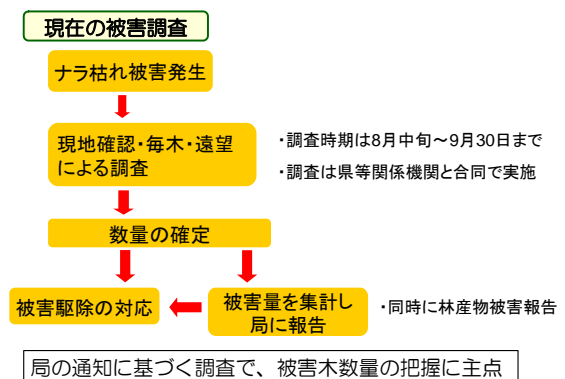 現在の被害調査
ナラ枯れ被害発生
現地確認・毎木・遠望
による調査
・調査時期は8月中旬～9月30日まで
・調査は県等関係機関と合同で実施
数量の確定
被害駆除の対応
被害量を集計し
局に報告
・同時に林産物被害報告
局の通知に基づく調査で、被害木数量の把握に主点